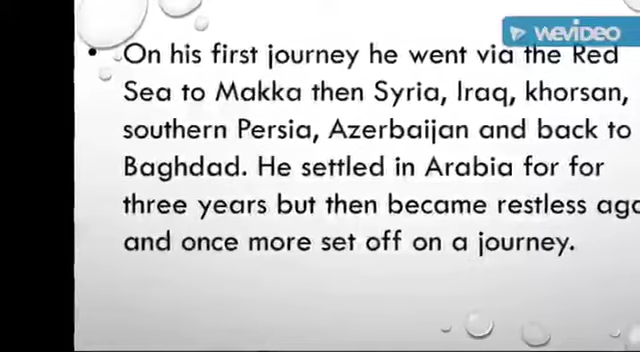 WEVIDEO
• On his first journey he went via the Red
Sea to Makka then Syria, Iraq, khorsan,
southern Persia, Azerbaijan and back to
Baghdad. He settled in Arabia for for
three years but then became restless aga
and once more set off on a journey.